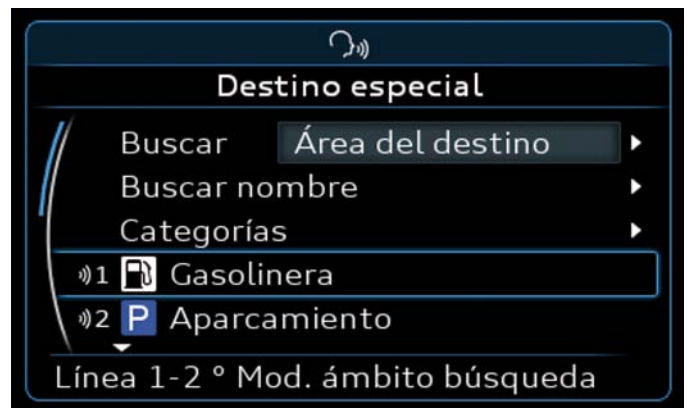 Destino especial
Buscar Área del destino
Buscar nombre
Categorías
1 Gasolinera
2 P Aparcamiento
Línea 1-2 ° Mod. ámbito búsqueda